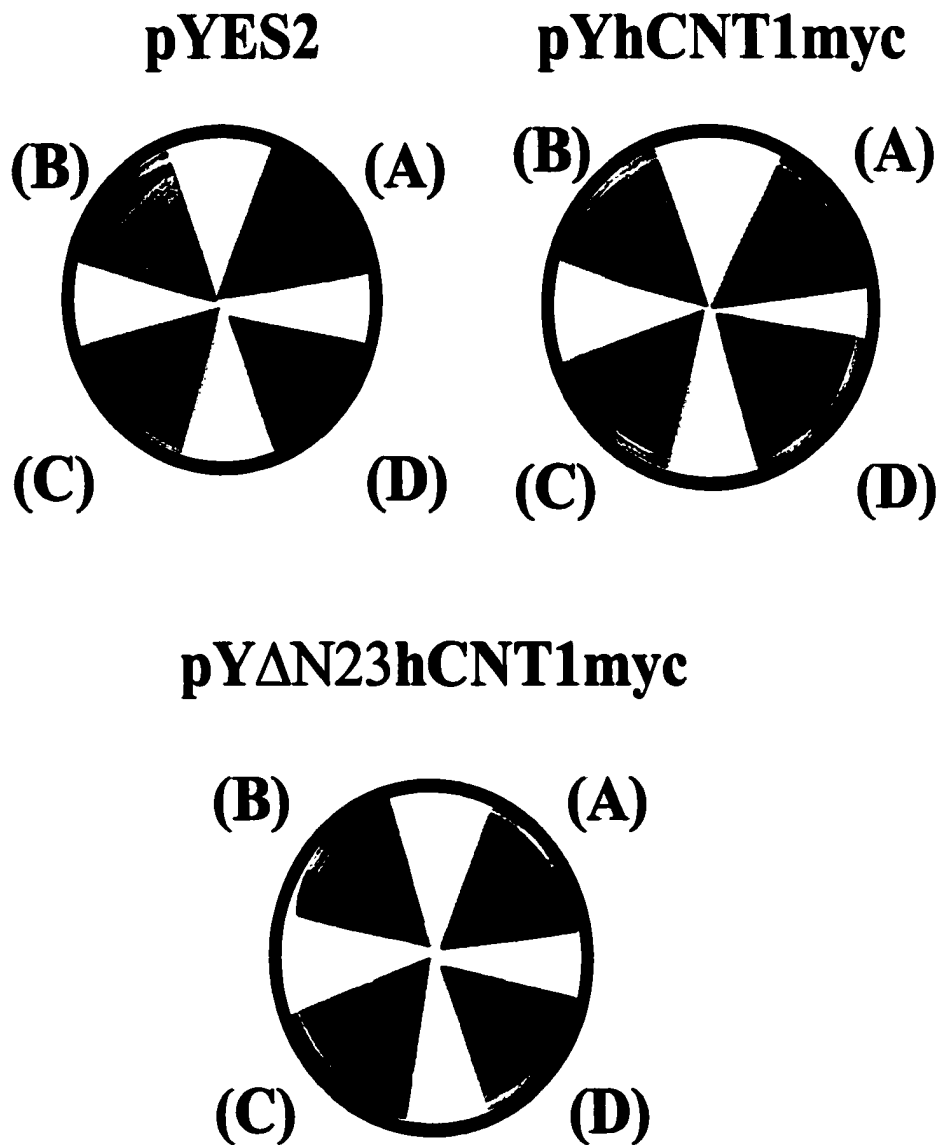 pYES2 pYhCNT1myc
(B) (A) (B) (A)
(C) (D) (C) (D)
pYΔN23hCNT1myc
(B) (A)
(C) (D)